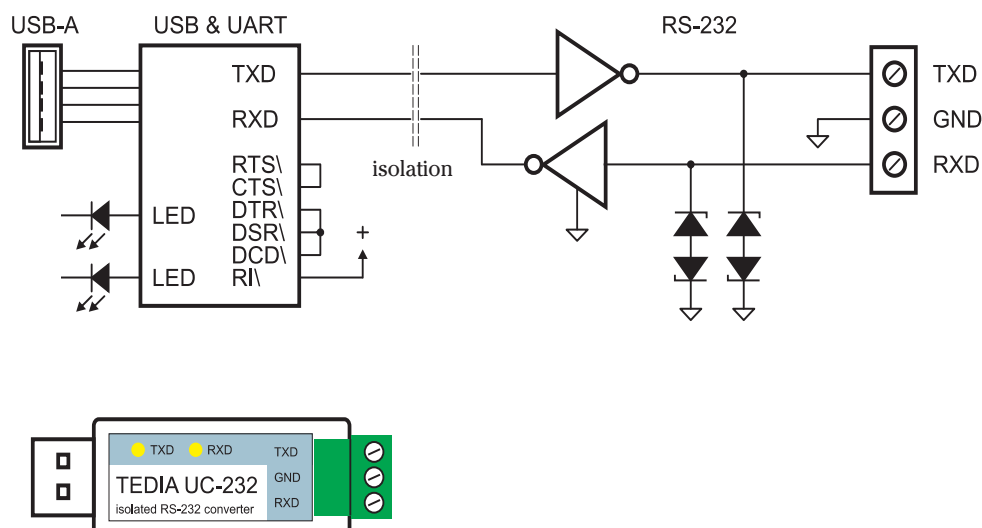 USB-A
USB & UART
RS-232
TXD
TXD
RXD
GND
isolation
RXD
RTS\
CTS\
LED
DTR\
DSR\
+
DCD\
LED
RI\
TXD
RXD
TXD
TEDIA UC-232
GND
isolated RS-232 converter
RXD